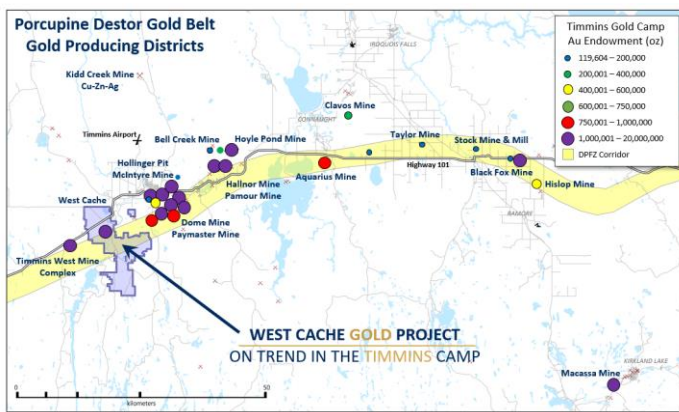 Porcupine Destor Gold Belt
Gold Producing Districts
Kidd Creek Mine
Cu-Zn-Ag
Timmins Airport
IROQUOIS FALLS
CONNAUGHT
Clavos Mine
Bell Creek Mine
Hoyle Pond Mine
Taylor Mine
Stock Mine & Mill
Hollinger Pit
McIntyre Mine
Highway 101
Black Fox Mine
West Cache
Hallnor Mine
Pamour Mine
Aquarius Mine
Hislop Mine
RAMORE
Dome Mine
Paymaster Mine
Timmins West Mine
Complex
WEST CACHE GOLD PROJECT
ON TREND IN THE TIMMINS CAMP
KIRKLAND LAKE
Macassa Mine
0
50
kilometers
Timmins Gold Camp
Au Endowment (oz)
119,604 – 200,000
200,001 – 400,000
400,001 – 600,000
600,001 – 750,000
750,001 – 1,000,000
1,000,001 – 20,000,000
DPFZ Corridor